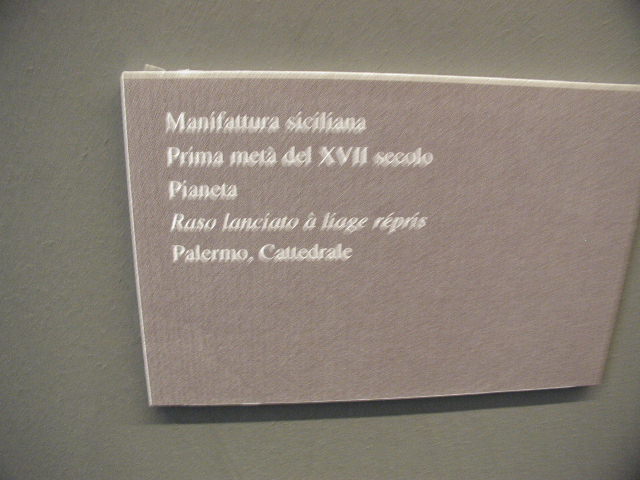 Manifattura siciliana
Prima metà del XVII secolo
Pianeta
Raso lanciato à liage répris
Palermo, Cattedrale